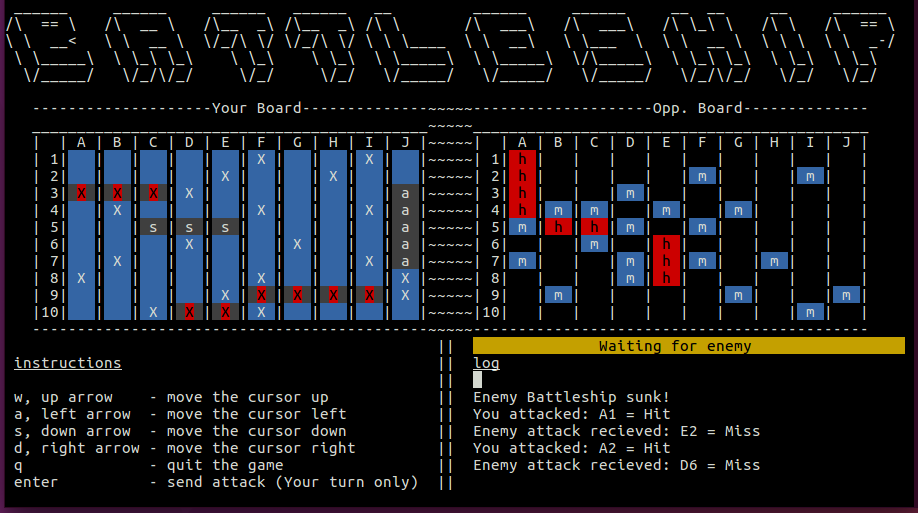 BATTLESHIP
Your Board Opp. Board
A B C D E F G H I J A B C D E F G H I J
1 X X 1 h
2 X X 2 h m m
3 X X X X a 3 h m
4 X X X a 4 h m m m m
5 s s s a 5 m h h m m
6 X X a 6 m h
7 X X a 7 m m h m m
8 X X X 8 m h
9 X X X X X X 9 m m m
10 X X X X 10 m
Waiting for enemy
instructions
log
w, up arrow - move the cursor up
a, left arrow - move the cursor left
s, down arrow - move the cursor down
d, right arrow - move the cursor right
q - quit the game
enter - send attack (Your turn only)
Enemy Battleship sunk!
You attacked: A1 = Hit
Enemy attack recieved: E2 = Miss
You attacked: A2 = Hit
Enemy attack recieved: D6 = Miss